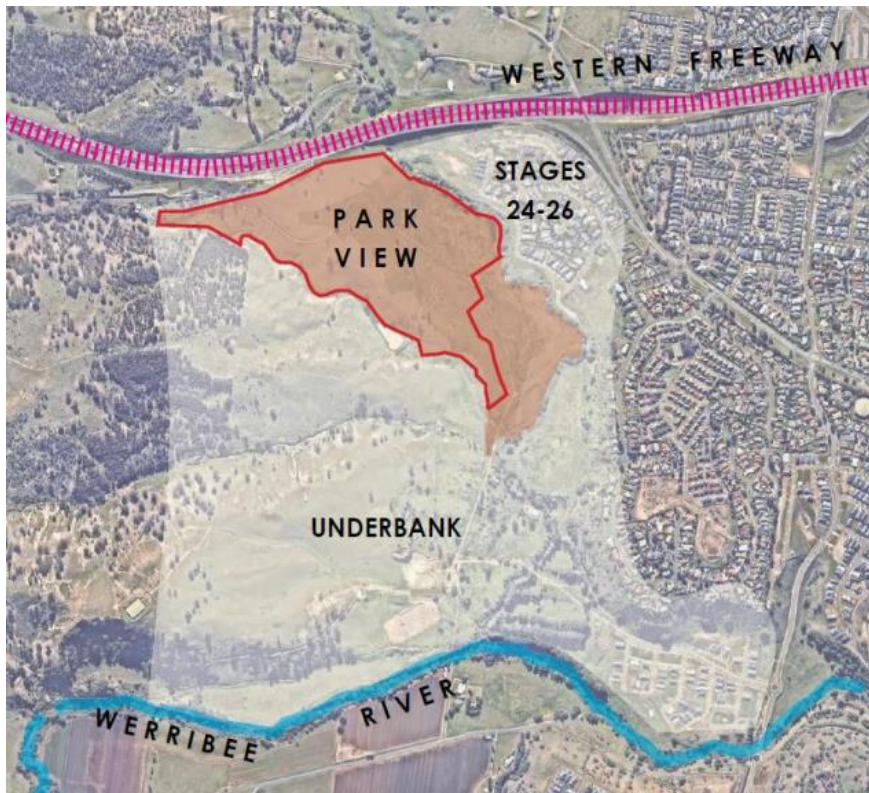 WESTERN FREEWAY
STAGES
24-26
PARK
VIEW
UNDERBANK
WERRIBEE RIVER